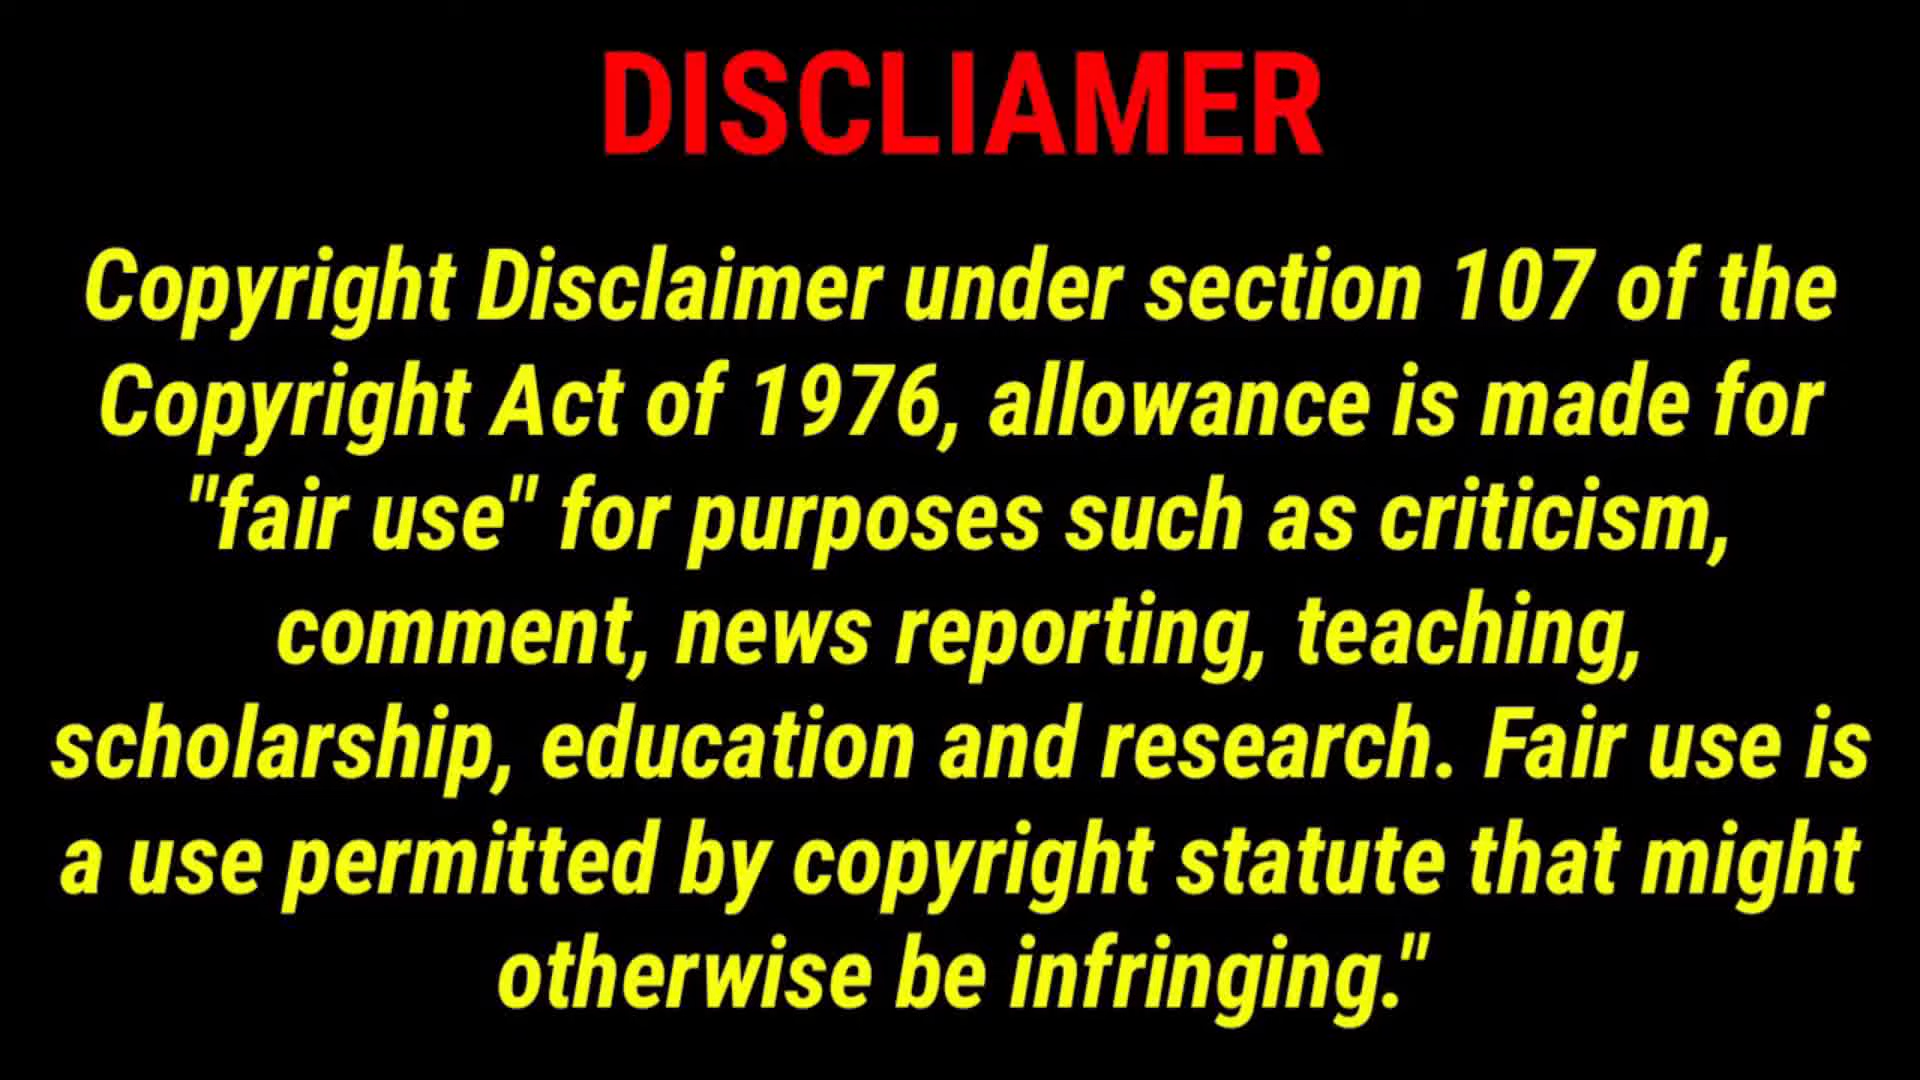 DISCLIAMER
Copyright Disclaimer under section 107 of the
Copyright Act of 1976, allowance is made for
"fair use" for purposes such as criticism,
comment, news reporting, teaching,
scholarship, education and research. Fair use is
a use permitted by copyright statute that might
otherwise be infringing."